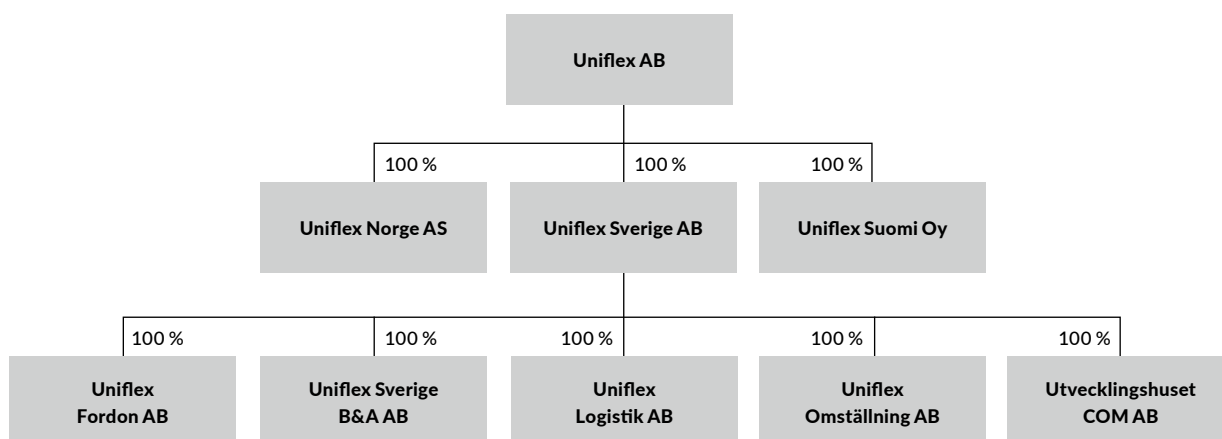 Uniflex AB
100 %
100 %
100 %
Uniflex Norge AS
Uniflex Sverige AB
Uniflex Suomi Oy
100 %
100 %
100 %
100 %
100 %
Uniflex
Fordon AB
Uniflex Sverige
B&A AB
Uniflex
Logistik AB
Uniflex
Omställning AB
Utvecklingshuset
COM AB